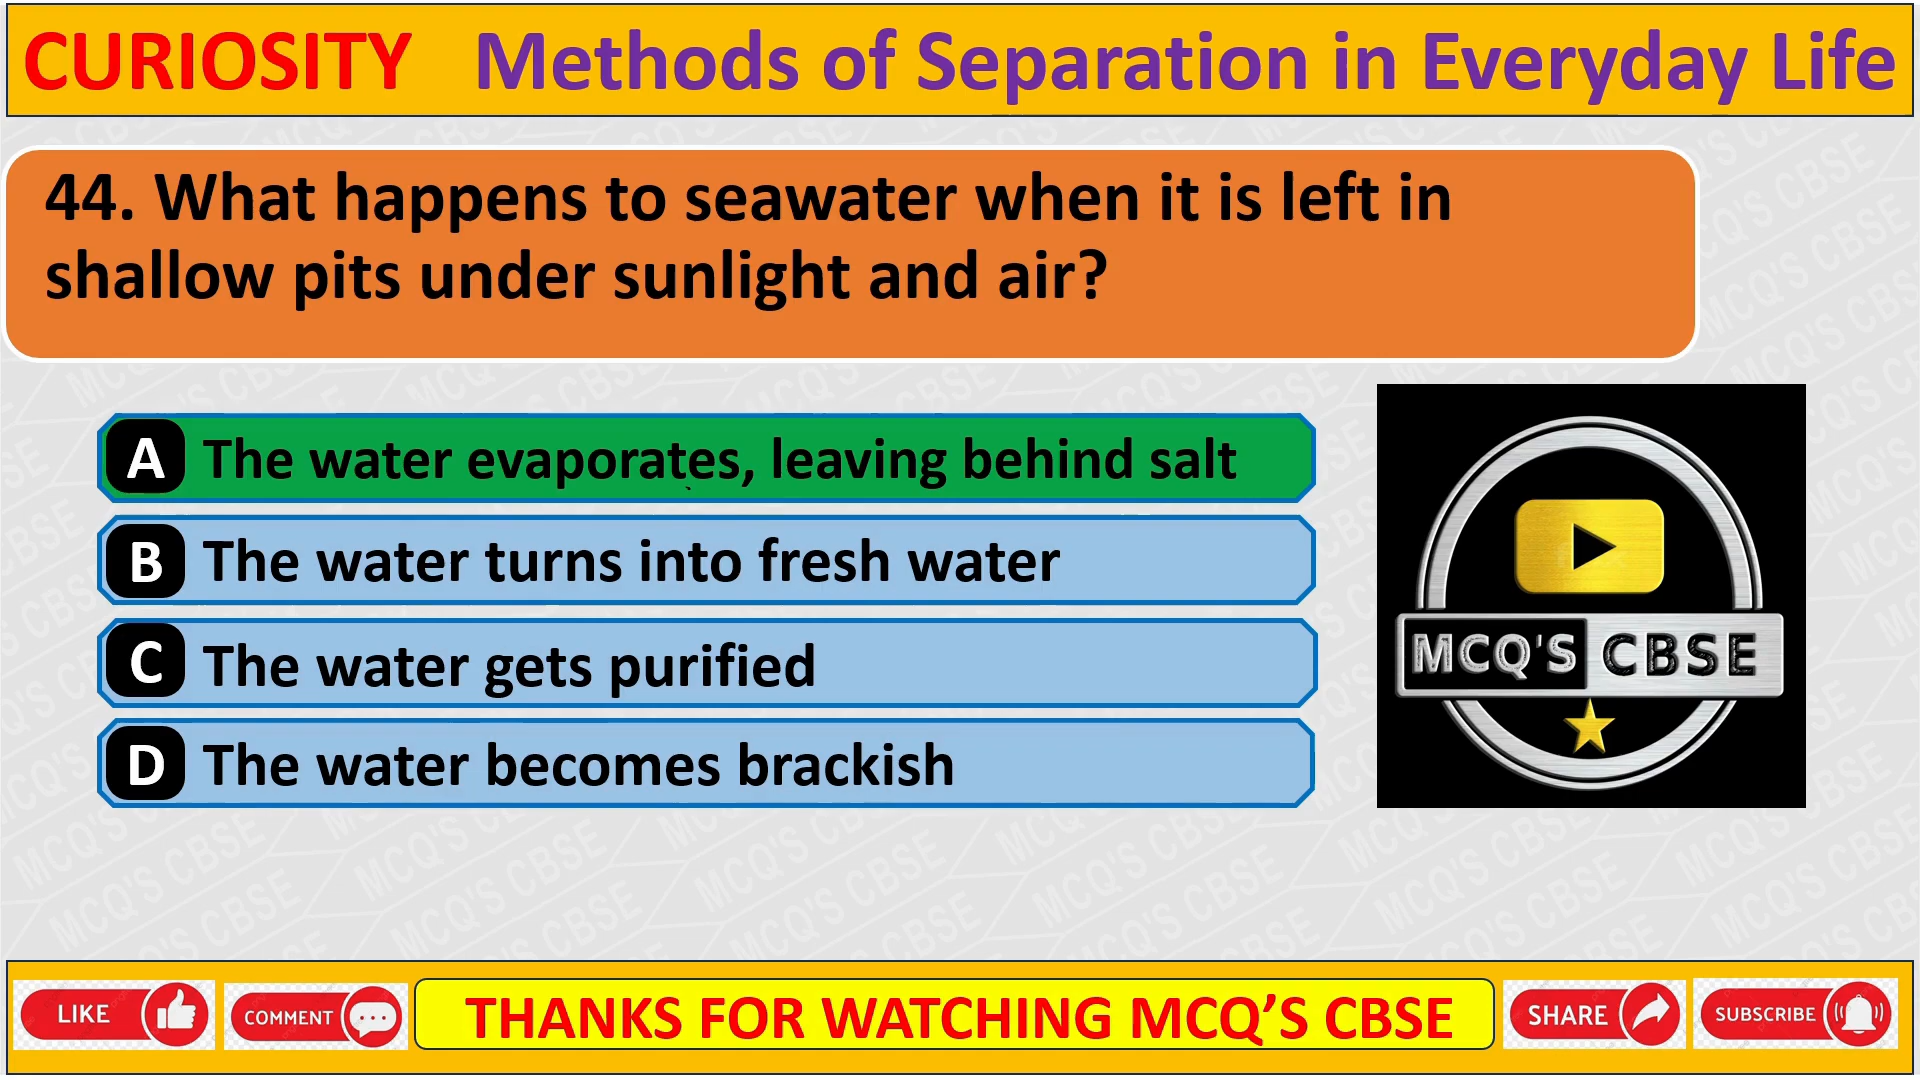 CURIOSITY Methods of Separation in Everyday Life
44. What happens to seawater when it is left in
shallow pits under sunlight and air?
A The water evaporates, leaving behind salt
B The water turns into fresh water
C The water gets purified
D The water becomes brackish
MCQ'S CBSE
LIKE
COMMENT
THANKS FOR WATCHING MCQ’S CBSE
SHARE
SUBSCRIBE